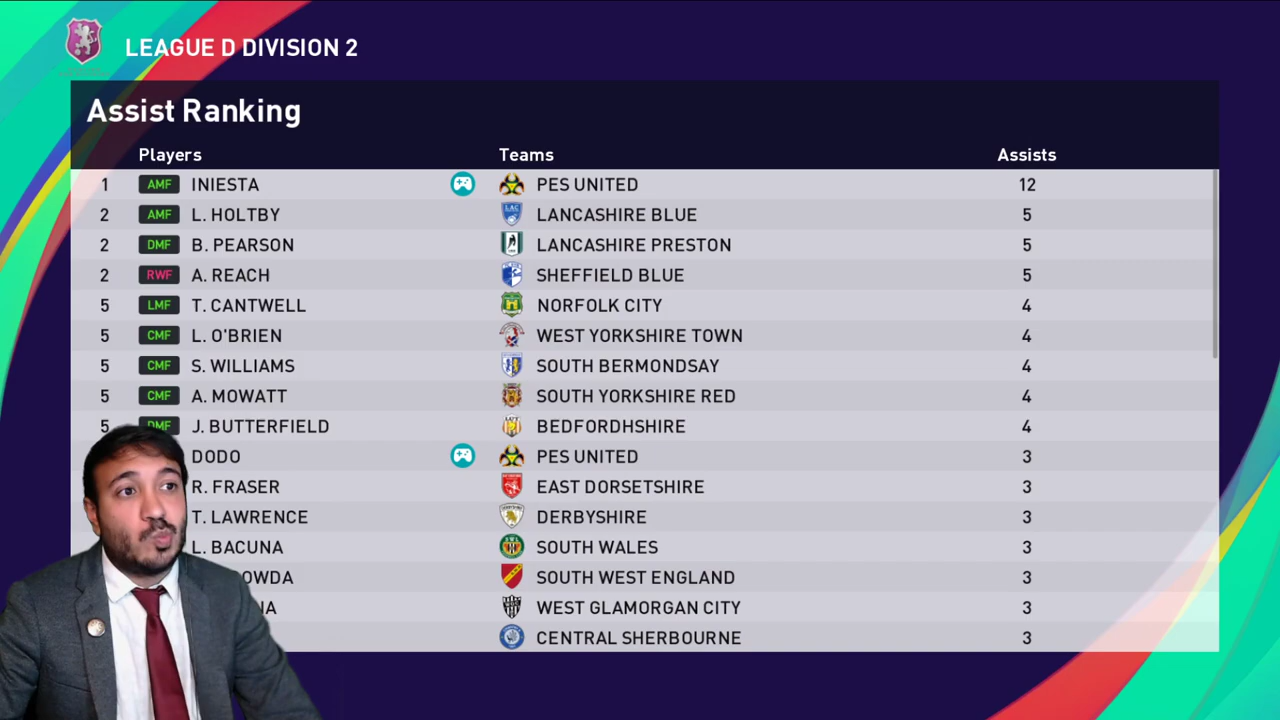 LEAGUE D DIVISION 2
Assist Ranking
Players Teams Assists
1 AMF INIESTA PES UNITED 12
2 AMF L. HOLTBY LANCASHIRE BLUE 5
2 DMF B. PEARSON LANCASHIRE PRESTON 5
2 RWF A. REACH SHEFFIELD BLUE 5
5 LMF T. CANTWELL NORFOLK CITY 4
5 CMF L. O'BRIEN WEST YORKSHIRE TOWN 4
5 CMF S. WILLIAMS SOUTH BERMONDSAY 4
5 CMF A. MOWATT SOUTH YORKSHIRE RED 4
5 DMF J. BUTTERFIELD BEDFORDHSHIRE 4
DODO PES UNITED 3
R. FRASER EAST DORSETSHIRE 3
T. LAWRENCE DERBYSHIRE 3
L. BACUNA SOUTH WALES 3
OWDA SOUTH WEST ENGLAND 3
NA WEST GLAMORGAN CITY 3
CENTRAL SHERBOURNE 3